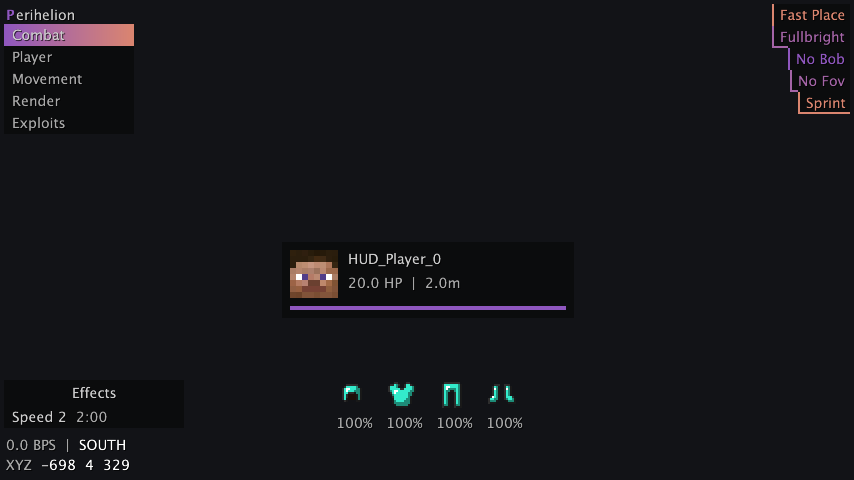 Perihelion
Combat
Player
Movement
Render
Exploits
Fast Place
Fullbright
No Bob
No Fov
Sprint
HUD_Player_0
20.0 HP | 2.0m
Effects
Speed 2 2:00
100% 100% 100% 100%
0.0 BPS | SOUTH
XYZ -698 4 329